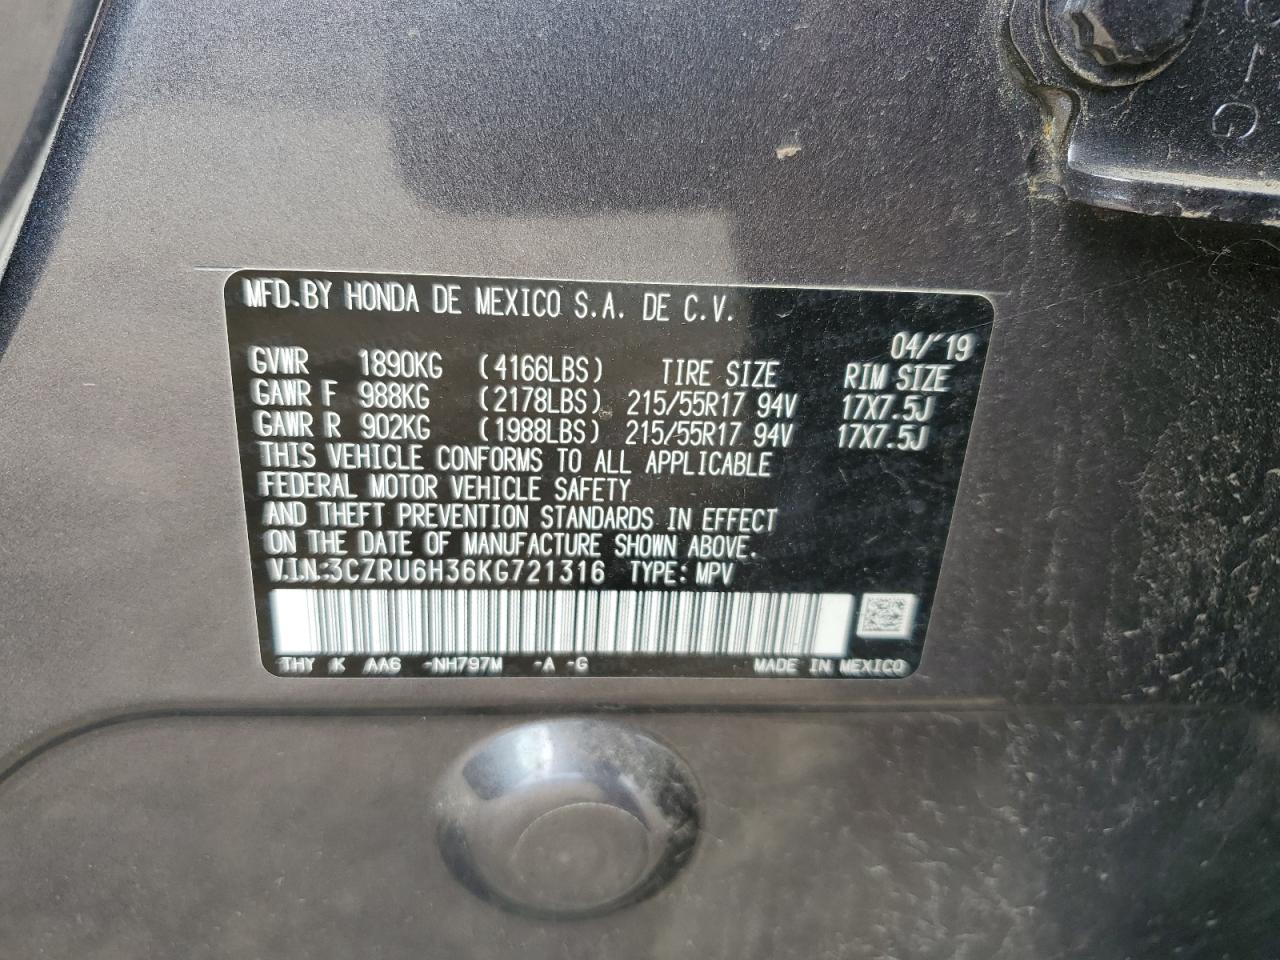 MFD.BY HONDA DE MEXICO S.A. DE C.V.
04/'19
GVWR 1890KG (4166LBS) TIRE SIZE RIM SIZE
GAWR F 988KG (2178LBS) 215/55R17 94V 17X7.5J
GAWR R 902KG (1988LBS) 215/55R17 94V 17X7.5J
THIS VEHICLE CONFORMS TO ALL APPLICABLE
FEDERAL MOTOR VEHICLE SAFETY
AND THEFT PREVENTION STANDARDS IN EFFECT
ON THE DATE OF MANUFACTURE SHOWN ABOVE.
V.I.N.:3CZRU6H36KG721316 TYPE: MPV
THY K AA6 -NH797M -A -G MADE IN MEXICO